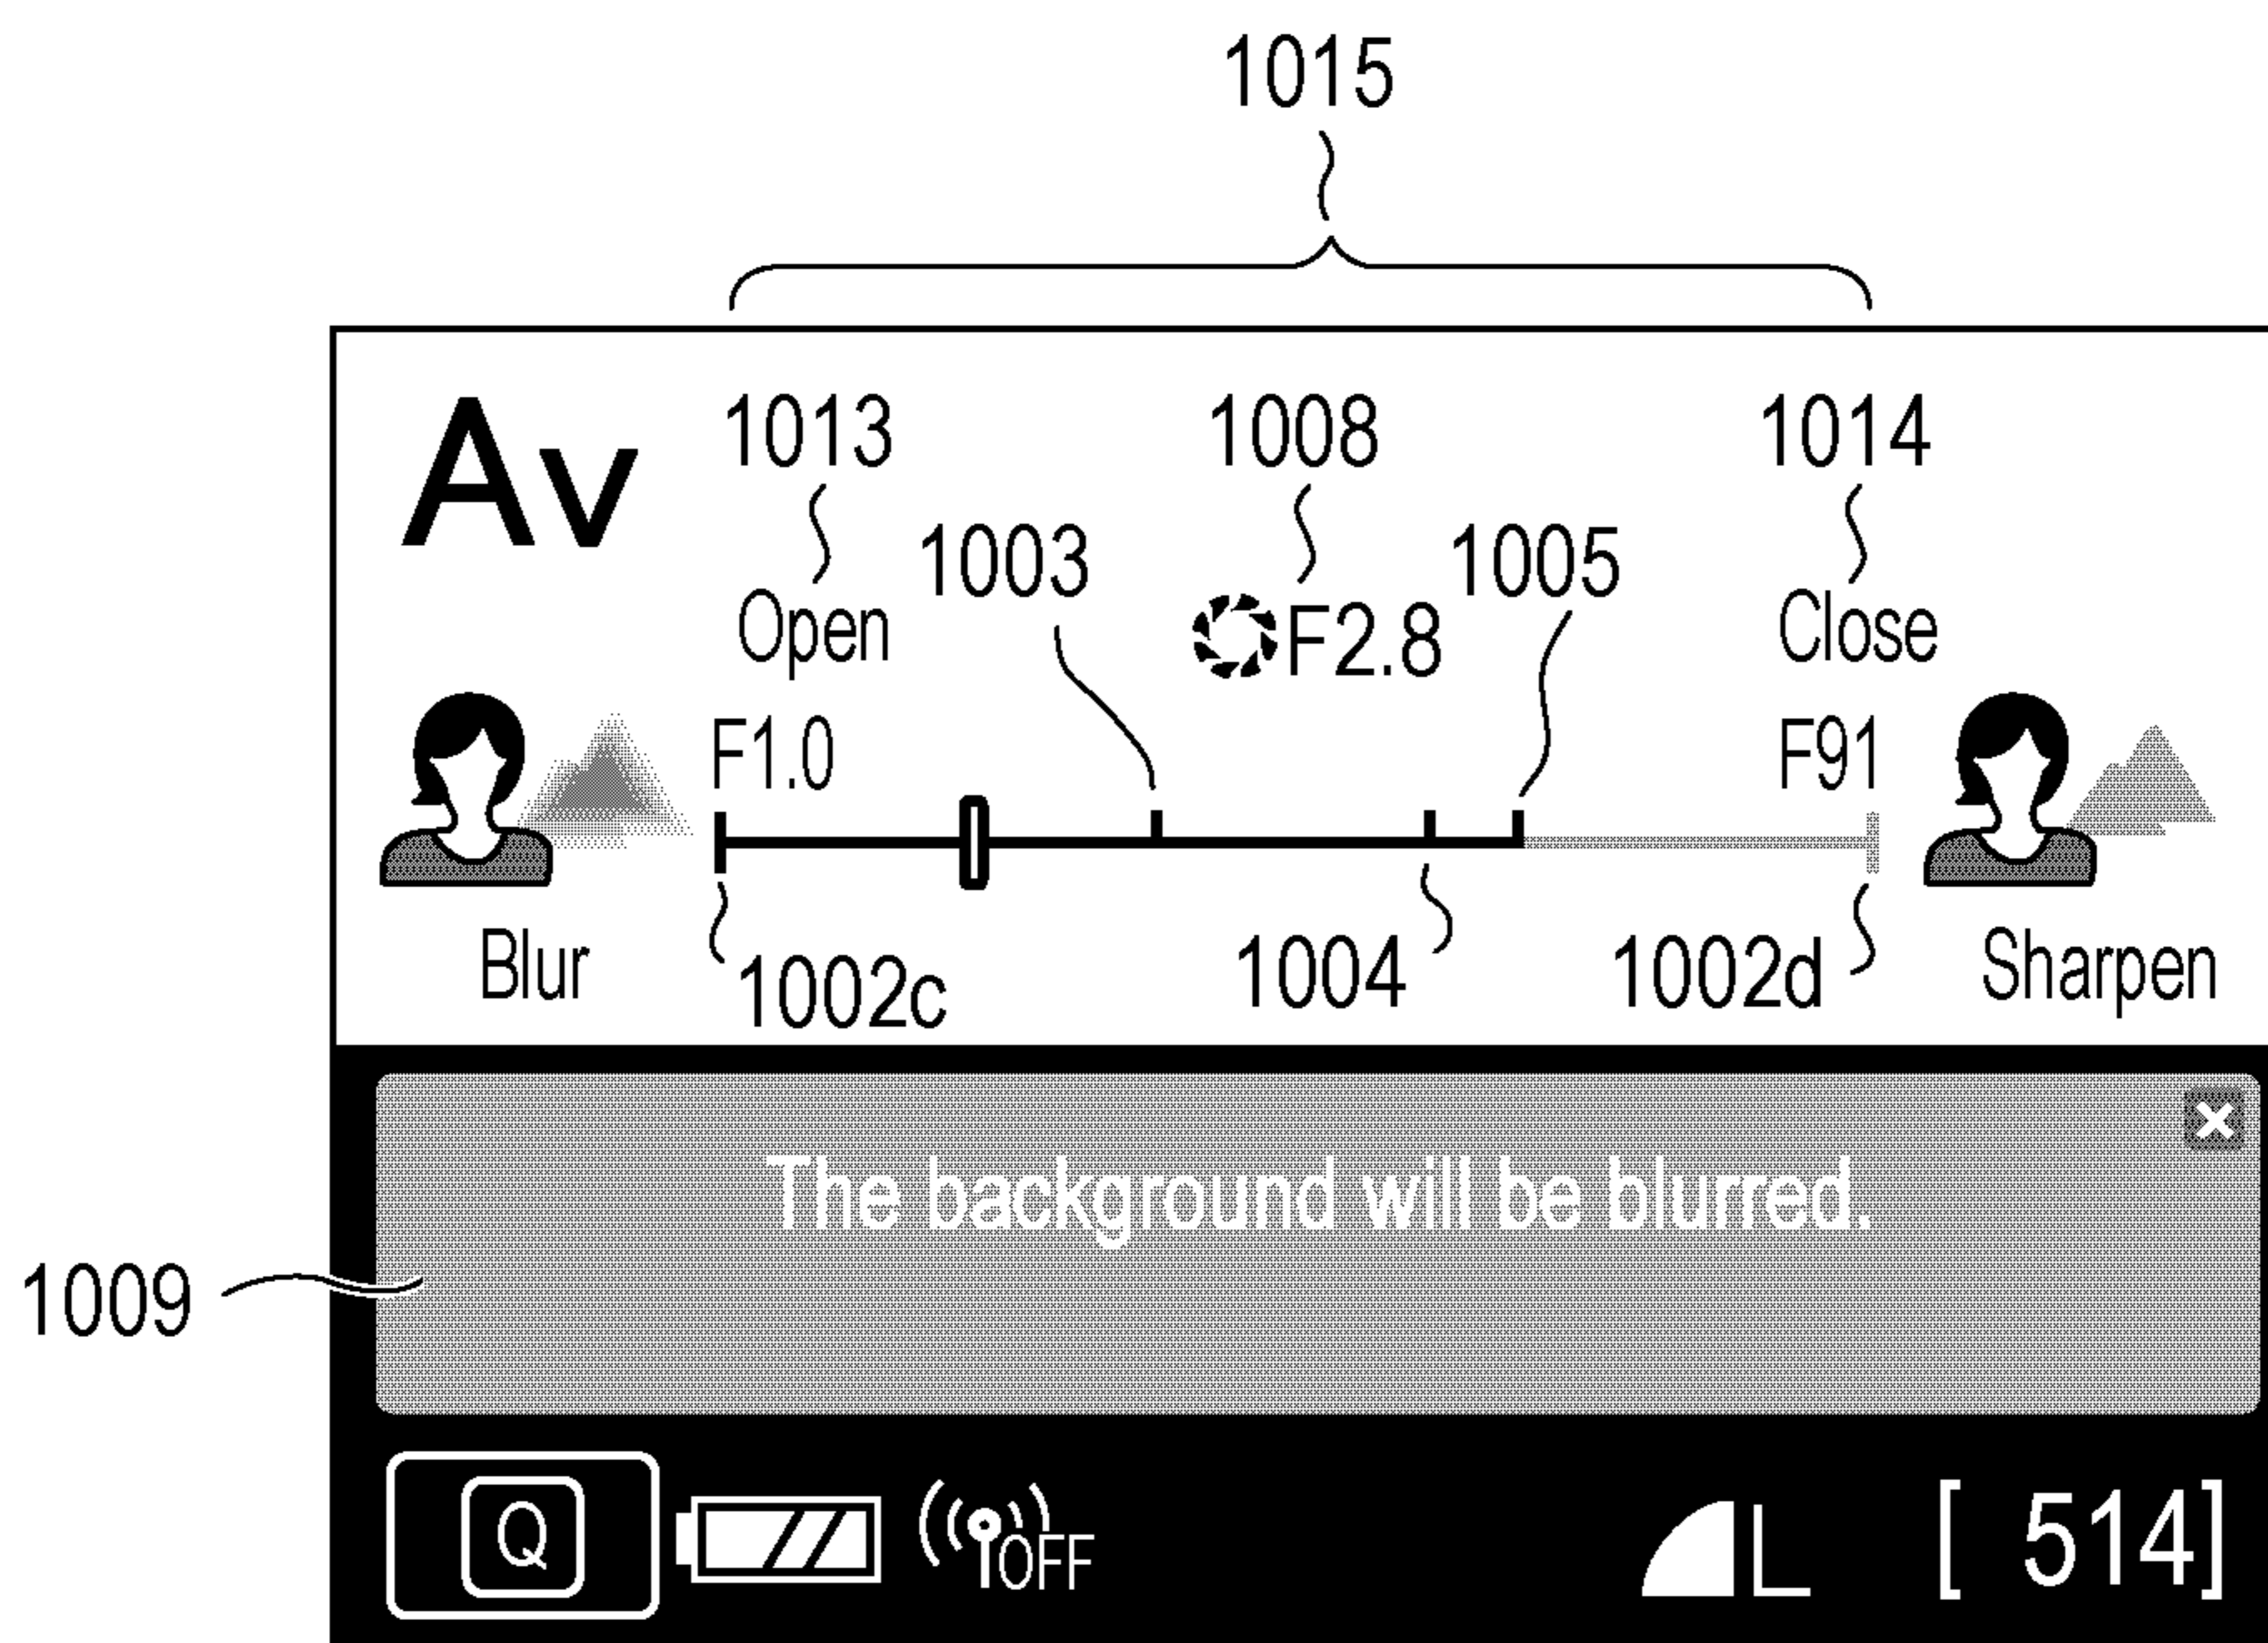 1015
Av
1013
1008
1014
1003
1005
Open
F2.8
Close
F1.0
F91
Blur
1002c
1004
1002d
Sharpen
The background will be blurred.
1009
Q
OFF
L
[ 514]